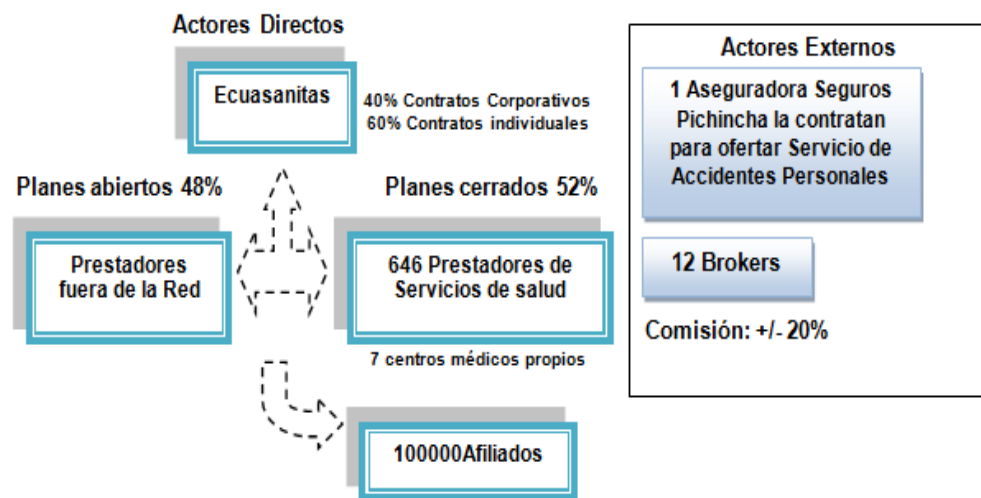 Actores Directos
Ecuasanitas
40% Contratos Corporativos
60% Contratos individuales
Planes abiertos 48%
Planes cerrados 52%
Prestadores
fuera de la Red
646 Prestadores de
Servicios de salud
7 centros médicos propios
100000Afiliados
Actores Externos
1 Aseguradora Seguros
Pichincha la contratan
para ofertar Servicio de
Accidentes Personales
12 Brokers
Comisión: +/- 20%